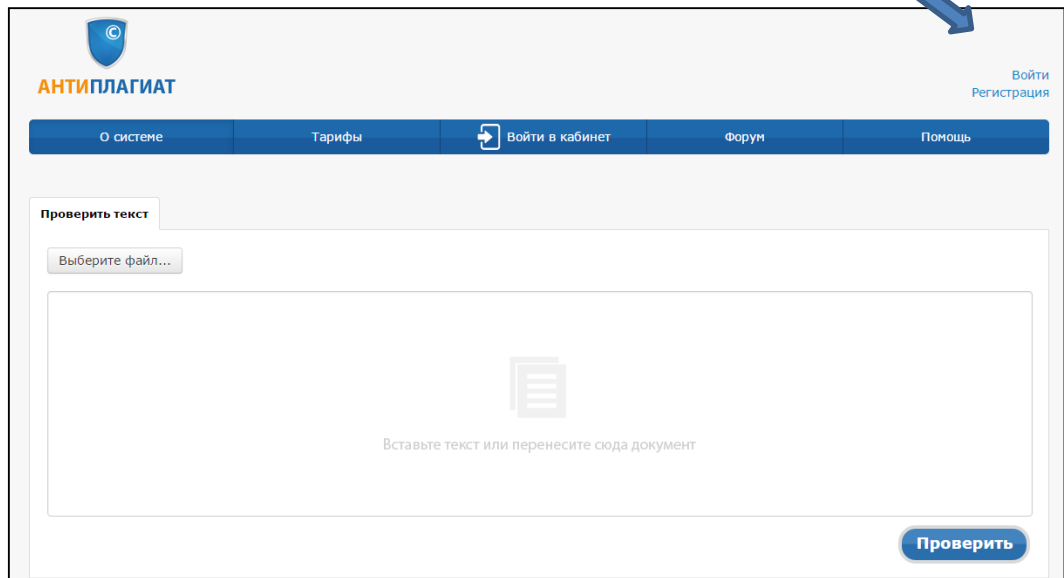 ©
АНТИПЛАГИАТ
Войти
Регистрация
О системе Тарифы Войти в кабинет Форум Помощь
Проверить текст
Выберите файл...
Вставьте текст или перенесите сюда документ
Проверить